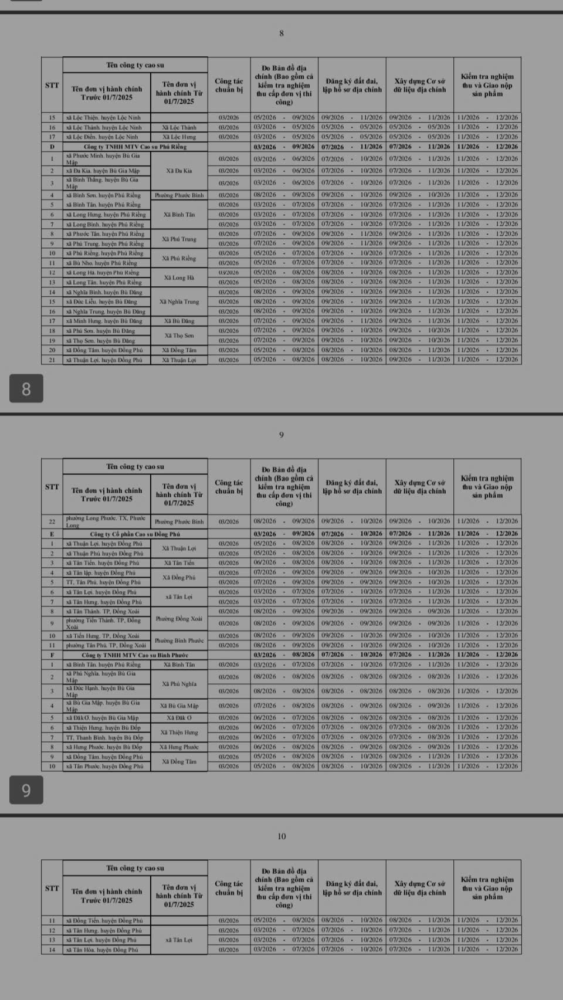 8
Tên công ty cao su
STT
Tên đơn vị hành chính Trước 01/7/2025
Tên đơn vị hành chính Từ 01/7/2025
Công tác chuẩn bị
Đo Bản đồ địa chính (Bao gồm cả kiểm tra nghiệm thu cấp đơn vị thi công)
Đăng ký đất đai, lập hồ sơ địa chính
Xây dựng Cơ sở dữ liệu địa chính
Kiểm tra nghiệm thu và Giao nộp sản phẩm
15 xã Lộc Thiện, huyện Lộc Ninh 03/2026 05/2026 - 09/2026 09/2026 - 11/2026 09/2026 - 11/2026 11/2026 - 12/2026
16 xã Lộc Thành, huyện Lộc Ninh Xã Lộc Thành 03/2026 03/2026 - 05/2026 05/2026 - 05/2026 05/2026 - 05/2026 11/2026 - 12/2026
17 xã Lộc Điền, huyện Lộc Ninh Xã Lộc Hưng 03/2026 03/2026 - 05/2026 05/2026 - 05/2026 05/2026 - 05/2026 11/2026 - 12/2026
D Công ty TNHH MTV Cao su Phú Riềng 03/2026 - 09/2026 07/2026 - 11/2026 07/2026 - 11/2026 11/2026 - 12/2026
1 xã Phước Minh, huyện Bù Gia Mập 03/2026 03/2026 - 06/2026 07/2026 - 10/2026 07/2026 - 11/2026 11/2026 - 12/2026
2 xã Đa Kia, huyện Bù Gia Mập Xã Đa Kia 03/2026 03/2026 - 06/2026 07/2026 - 10/2026 07/2026 - 11/2026 11/2026 - 12/2026
3 xã Bình Thắng, huyện Bù Gia Mập 03/2026 03/2026 - 06/2026 07/2026 - 10/2026 07/2026 - 11/2026 11/2026 - 12/2026
4 xã Bình Sơn, huyện Phú Riềng Phường Phước Bình 03/2026 08/2026 - 09/2026 09/2026 - 10/2026 09/2026 - 10/2026 11/2026 - 12/2026
5 xã Bình Tân, huyện Phú Riềng 03/2026 03/2026 - 07/2026 07/2026 - 10/2026 07/2026 - 11/2026 11/2026 - 12/2026
6 xã Long Hưng, huyện Phú Riềng Xã Bình Tân 03/2026 03/2026 - 07/2026 07/2026 - 10/2026 07/2026 - 11/2026 11/2026 - 12/2026
7 xã Long Bình, huyện Phú Riềng 03/2026 03/2026 - 07/2026 07/2026 - 10/2026 07/2026 - 11/2026 11/2026 - 12/2026
8 xã Phước Tân, huyện Phú Riềng Xã Phú Trung 03/2026 07/2026 - 09/2026 09/2026 - 11/2026 09/2026 - 11/2026 11/2026 - 12/2026
9 xã Phú Trung, huyện Phú Riềng 03/2026 07/2026 - 09/2026 09/2026 - 11/2026 09/2026 - 11/2026 11/2026 - 12/2026
10 xã Phú Riềng, huyện Phú Riềng Xã Phú Riềng 03/2026 05/2026 - 07/2026 07/2026 - 10/2026 07/2026 - 11/2026 11/2026 - 12/2026
11 xã Bù Nho, huyện Phú Riềng 03/2026 05/2026 - 07/2026 07/2026 - 10/2026 07/2026 - 11/2026 11/2026 - 12/2026
12 xã Long Hà, huyện Phú Riềng Xã Long Hà 03/2026 05/2026 - 08/2026 08/2026 - 10/2026 08/2026 - 11/2026 11/2026 - 12/2026
13 xã Long Tân, huyện Phú Riềng 03/2026 05/2026 - 08/2026 08/2026 - 10/2026 08/2026 - 11/2026 11/2026 - 12/2026
14 xã Nghĩa Bình, huyện Bù Đăng 03/2026 08/2026 - 09/2026 09/2026 - 10/2026 09/2026 - 11/2026 11/2026 - 12/2026
15 xã Đức Liễu, huyện Bù Đăng Xã Nghĩa Trung 03/2026 08/2026 - 09/2026 09/2026 - 10/2026 09/2026 - 11/2026 11/2026 - 12/2026
16 xã Nghĩa Trung, huyện Bù Đăng 03/2026 08/2026 - 09/2026 09/2026 - 10/2026 09/2026 - 11/2026 11/2026 - 12/2026
17 xã Minh Hưng, huyện Bù Đăng Xã Bù Đăng 03/2026 07/2026 - 09/2026 09/2026 - 11/2026 09/2026 - 11/2026 11/2026 - 12/2026
18 xã Phú Sơn, huyện Bù Đăng Xã Thọ Sơn 03/2026 07/2026 - 09/2026 09/2026 - 10/2026 09/2026 - 10/2026 11/2026 - 12/2026
19 xã Thọ Sơn, huyện Bù Đăng 03/2026 07/2026 - 09/2026 09/2026 - 10/2026 09/2026 - 10/2026 11/2026 - 12/2026
20 xã Đồng Tâm, huyện Đồng Phú Xã Đồng Tâm 03/2026 05/2026 - 08/2026 08/2026 - 10/2026 08/2026 - 11/2026 11/2026 - 12/2026
21 xã Thuận Lợi, huyện Đồng Phú Xã Thuận Lợi 03/2026 05/2026 - 08/2026 08/2026 - 10/2026 09/2026 - 11/2026 11/2026 - 12/2026
8
9
Tên công ty cao su
STT
Tên đơn vị hành chính Trước 01/7/2025
Tên đơn vị hành chính Từ 01/7/2025
Công tác chuẩn bị
Đo Bản đồ địa chính (Bao gồm cả kiểm tra nghiệm thu cấp đơn vị thi công)
Đăng ký đất đai, lập hồ sơ địa chính
Xây dựng Cơ sở dữ liệu địa chính
Kiểm tra nghiệm thu và Giao nộp sản phẩm
22 phường Long Phước, TX, Phước Long Phường Phước Bình 03/2026 08/2026 - 09/2026 09/2026 - 10/2026 09/2026 - 10/2026 11/2026 - 12/2026
E Công ty Cổ phần Cao su Đồng Phú 03/2026 - 09/2026 07/2026 - 10/2026 07/2026 - 11/2026 11/2026 - 12/2026
1 xã Thuận Lợi, huyện Đồng Phú Xã Thuận Lợi 03/2026 05/2026 - 08/2026 08/2026 - 10/2026 09/2026 - 11/2026 11/2026 - 12/2026
2 xã Thuận Phú, huyện Đồng Phú 03/2026 05/2026 - 08/2026 08/2026 - 10/2026 09/2026 - 11/2026 11/2026 - 12/2026
3 xã Tân Tiến, huyện Đồng Phú Xã Tân Tiến 03/2026 06/2026 - 08/2026 08/2026 - 10/2026 08/2026 - 11/2026 11/2026 - 12/2026
4 xã Tân lập, huyện Đồng Phú Xã Đồng Phú 03/2026 07/2026 - 09/2026 09/2026 - 09/2026 09/2026 - 10/2026 11/2026 - 12/2026
5 TT, Tân Phú, huyện Đồng Phú 03/2026 07/2026 - 09/2026 09/2026 - 09/2026 09/2026 - 10/2026 11/2026 - 12/2026
6 xã Tân Lợi, huyện Đồng Phú xã Tân Lợi 03/2026 03/2026 - 07/2026 07/2026 - 10/2026 07/2026 - 11/2026 11/2026 - 12/2026
7 xã Tân Hưng, huyện Đồng Phú 03/2026 03/2026 - 07/2026 07/2026 - 10/2026 07/2026 - 11/2026 11/2026 - 12/2026
8 xã Tân Thành, TP, Đồng Xoài Phường Đồng Xoài 03/2026 08/2026 - 09/2026 09/2026 - 09/2026 09/2026 - 09/2026 11/2026 - 12/2026
9 phường Tiến Thành, TP, Đồng Xoài 03/2026 08/2026 - 09/2026 09/2026 - 09/2026 09/2026 - 09/2026 11/2026 - 12/2026
10 xã Tiến Hưng, TP, Đồng Xoài Phường Bình Phước 03/2026 08/2026 - 09/2026 09/2026 - 10/2026 09/2026 - 10/2026 11/2026 - 12/2026
11 phường Tân Phú, TP, Đồng Xoài 03/2026 08/2026 - 09/2026 09/2026 - 10/2026 09/2026 - 10/2026 11/2026 - 12/2026
F Công ty TNHH MTV Cao su Bình Phước 03/2026 - 08/2026 07/2026 - 10/2026 07/2026 - 11/2026 11/2026 - 12/2026
1 xã Bình Tân, huyện Phú Riềng Xã Bình Tân 03/2026 03/2026 - 07/2026 07/2026 - 10/2026 07/2026 - 11/2026 11/2026 - 12/2026
2 xã Phú Nghĩa, huyện Bù Gia Mập Xã Phú Nghĩa 03/2026 08/2026 - 08/2026 08/2026 - 08/2026 08/2026 - 08/2026 11/2026 - 12/2026
3 xã Đức Hạnh, huyện Bù Gia Mập 03/2026 08/2026 - 08/2026 08/2026 - 08/2026 08/2026 - 08/2026 11/2026 - 12/2026
4 xã Bù Gia Mập, huyện Bù Gia Mập Xã Bù Gia Mập 03/2026 07/2026 - 08/2026 08/2026 - 09/2026 08/2026 - 09/2026 11/2026 - 12/2026
5 xã ĐăkƠ, huyện Bù Gia Mập Xã Đăk Ơ 03/2026 06/2026 - 07/2026 08/2026 - 08/2026 08/2026 - 08/2026 11/2026 - 12/2026
6 xã Thiện Hưng, huyện Bù Đốp Xã Thiện Hưng 03/2026 06/2026 - 07/2026 07/2026 - 08/2026 07/2026 - 08/2026 11/2026 - 12/2026
7 TT, Thanh Bình, huyện Bù Đốp 03/2026 06/2026 - 07/2026 07/2026 - 08/2026 07/2026 - 08/2026 11/2026 - 12/2026
8 xã Hưng Phước, huyện Bù Đốp Xã Hưng Phước 03/2026 06/2026 - 08/2026 08/2026 - 09/2026 08/2026 - 09/2026 11/2026 - 12/2026
9 xã Đồng Tâm, huyện Đồng Phú Xã Đồng Tâm 03/2026 05/2026 - 08/2026 08/2026 - 10/2026 08/2026 - 11/2026 11/2026 - 12/2026
10 xã Tân Phước, huyện Đồng Phú 03/2026 05/2026 - 08/2026 08/2026 - 10/2026 08/2026 - 11/2026 11/2026 - 12/2026
9
10
Tên công ty cao su
STT
Tên đơn vị hành chính Trước 01/7/2025
Tên đơn vị hành chính Từ 01/7/2025
Công tác chuẩn bị
Đo Bản đồ địa chính (Bao gồm cả kiểm tra nghiệm thu cấp đơn vị thi công)
Đăng ký đất đai, lập hồ sơ địa chính
Xây dựng Cơ sở dữ liệu địa chính
Kiểm tra nghiệm thu và Giao nộp sản phẩm
11 xã Đồng Tiến, huyện Đồng Phú 03/2026 05/2026 - 08/2026 08/2026 - 10/2026 08/2026 - 11/2026 11/2026 - 12/2026
12 xã Tân Hưng, huyện Đồng Phú 03/2026 03/2026 - 07/2026 07/2026 - 10/2026 07/2026 - 11/2026 11/2026 - 12/2026
13 xã Tân Lợi, huyện Đồng Phú xã Tân Lợi 03/2026 03/2026 - 07/2026 07/2026 - 10/2026 07/2026 - 11/2026 11/2026 - 12/2026
14 xã Tân Hòa, huyện Đồng Phú 03/2026 03/2026 - 07/2026 07/2026 - 10/2026 07/2026 - 11/2026 11/2026 - 12/2026